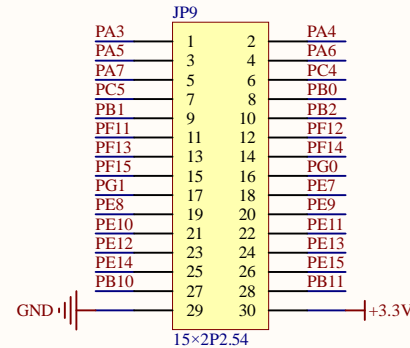 JP9
PA3 1 2 PA4
PA5 3 4 PA6
PA7 5 6 PC4
PC5 7 8 PB0
PB1 9 10 PB2
PF11 11 12 PF12
PF13 13 14 PF14
PF15 15 16 PG0
PG1 17 18 PE7
PE8 19 20 PE9
PE10 21 22 PE11
PE12 23 24 PE13
PE14 25 26 PE15
PB10 27 28 PB11
GND 29 30 +3.3V
15×2P2.54